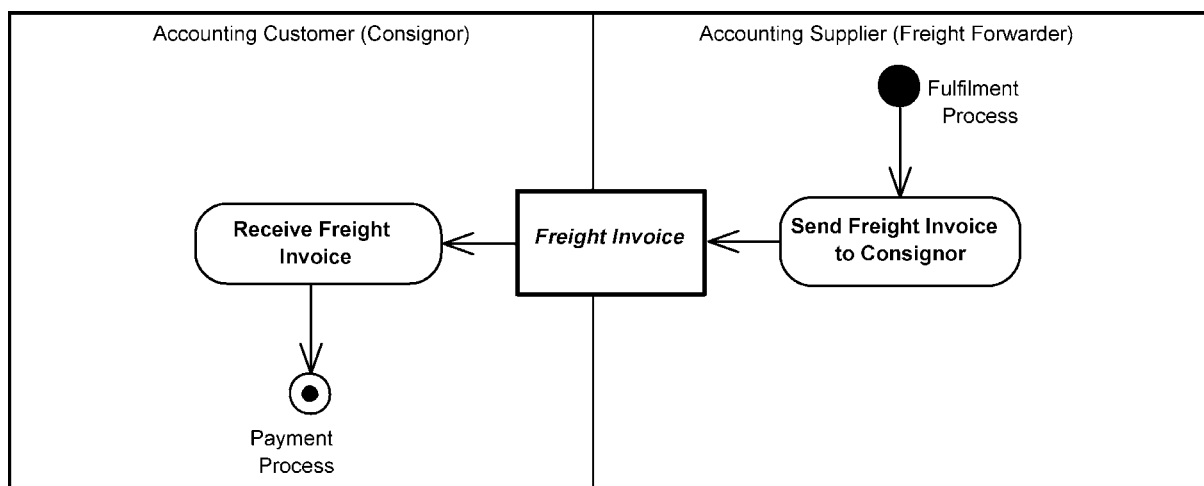 Accounting Customer (Consignor)
Accounting Supplier (Freight Forwarder)
Fulfilment
Process
Receive Freight
Invoice
Freight Invoice
Send Freight Invoice
to Consignor
Payment
Process